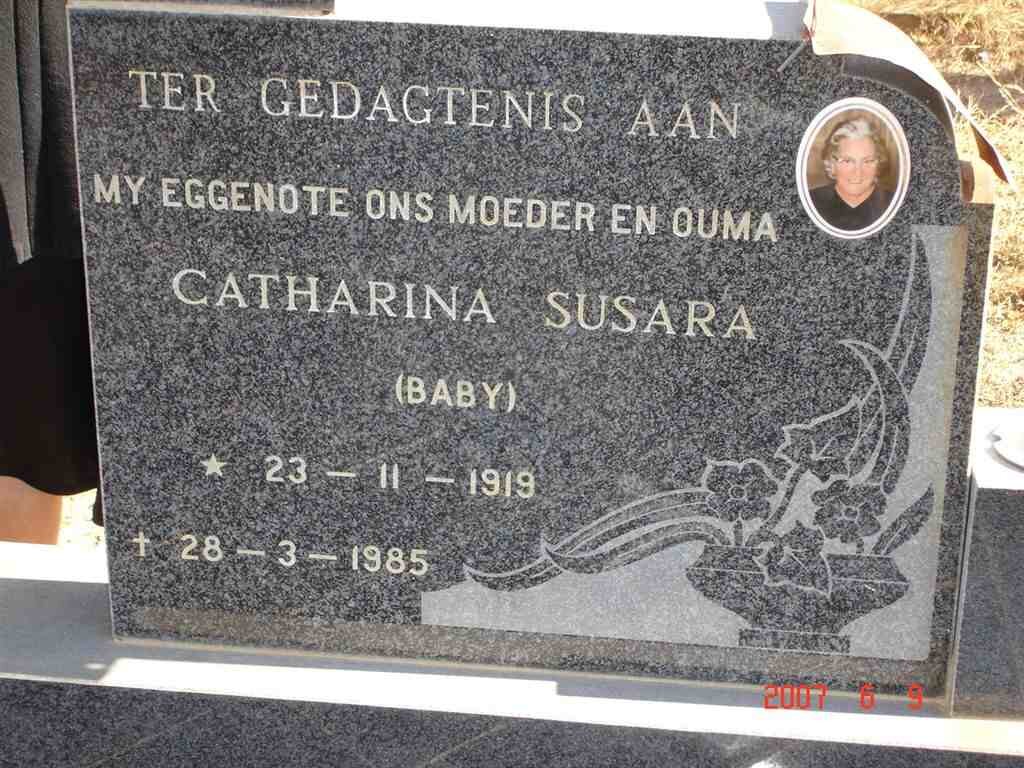 TER GEDAGTENIS AAN
MY EGGENOTE ONS MOEDER EN OUMA
CATHARINA SUSARA
(BABY)
★ 23 – 11 – 1919
✝ 28 – 3 – 1985
2007 6 9